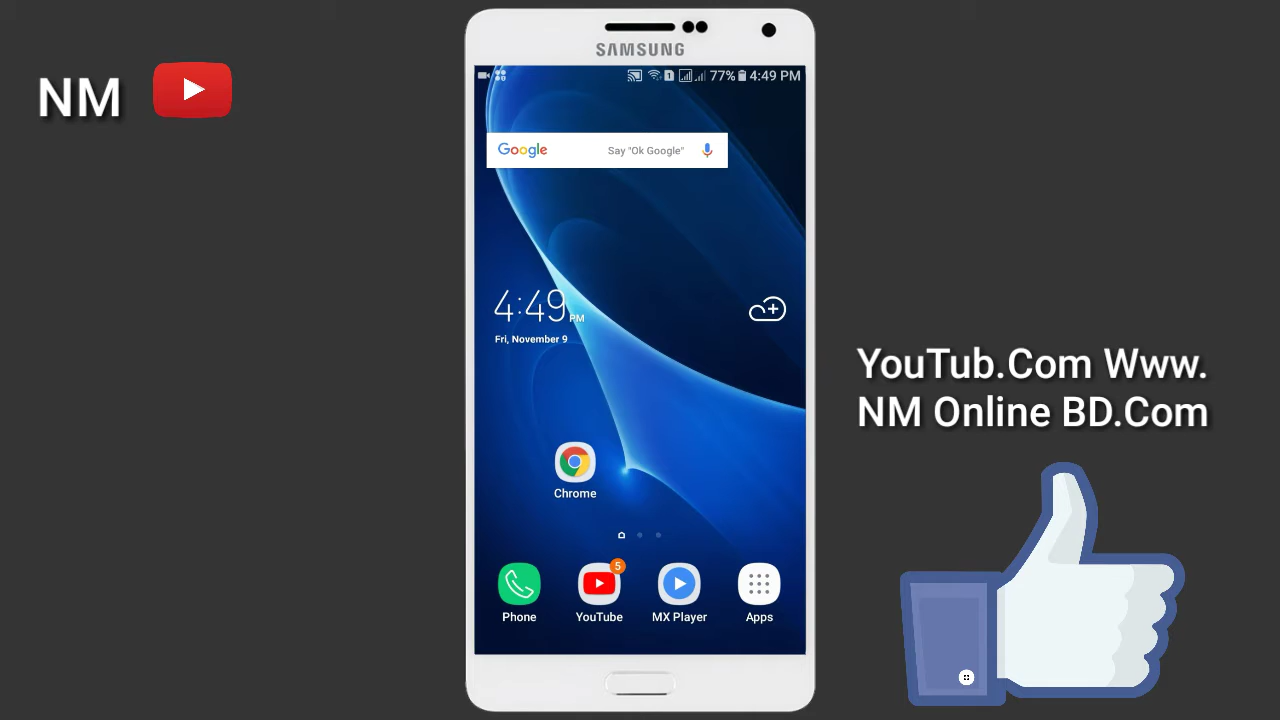 NM
SAMSUNG
1 77% 4:49 PM
Google Say "Ok Google"
4:49 PM
Fri, November 9
Chrome
5
Phone YouTube MX Player Apps
YouTub.Com Www.
NM Online BD.Com